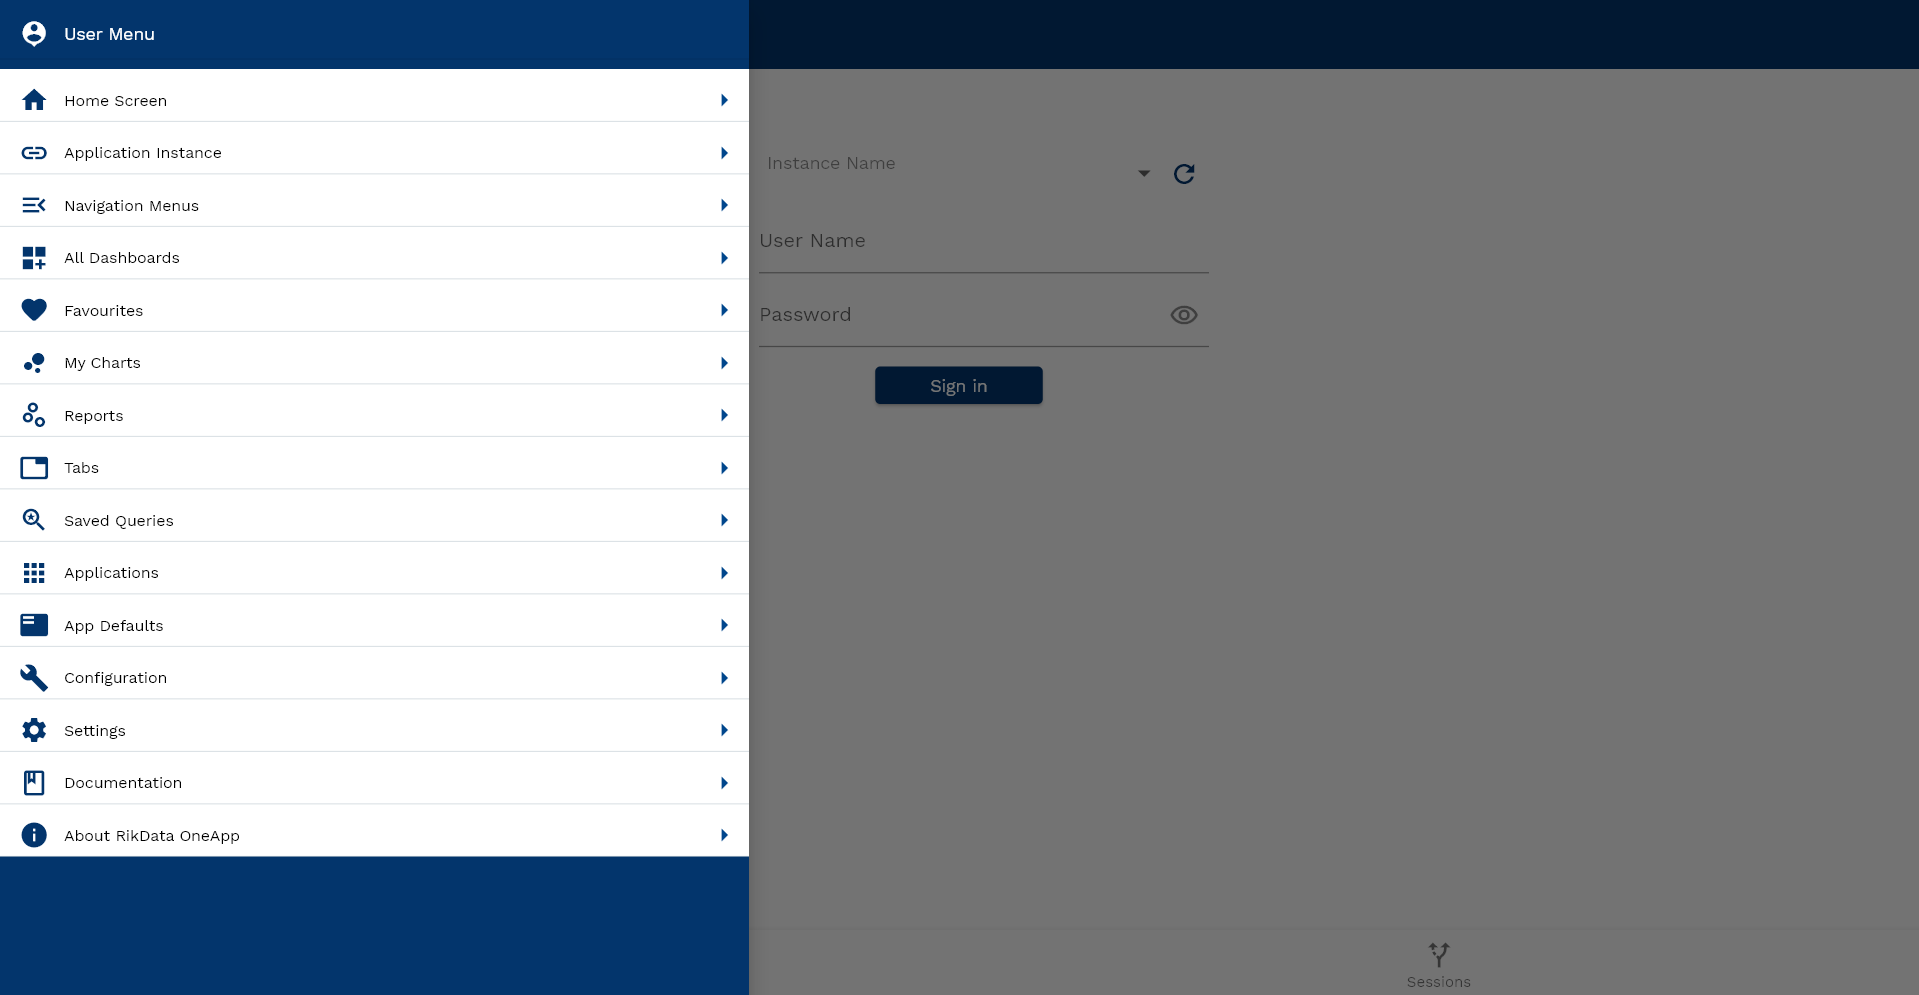 User Menu
Home Screen
Application Instance
Navigation Menus
All Dashboards
Favourites
My Charts
Reports
Tabs
Saved Queries
Applications
App Defaults
Configuration
Settings
Documentation
About RikData OneApp
Instance Name
User Name
Password
Sign in
Sessions